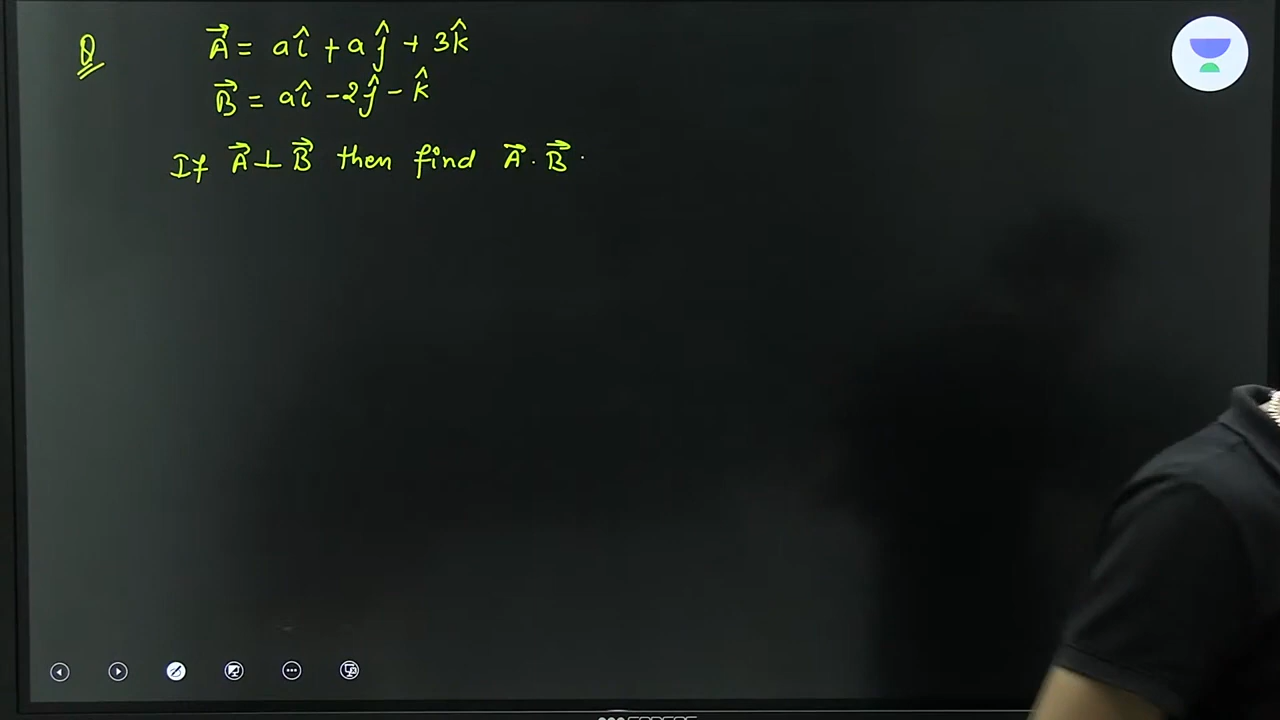 Q
A⃗ = aî + aĵ + 3k̂
B⃗ = aî - 2ĵ - k̂
If A⃗ ⊥ B⃗ then find A⃗ . B⃗ .